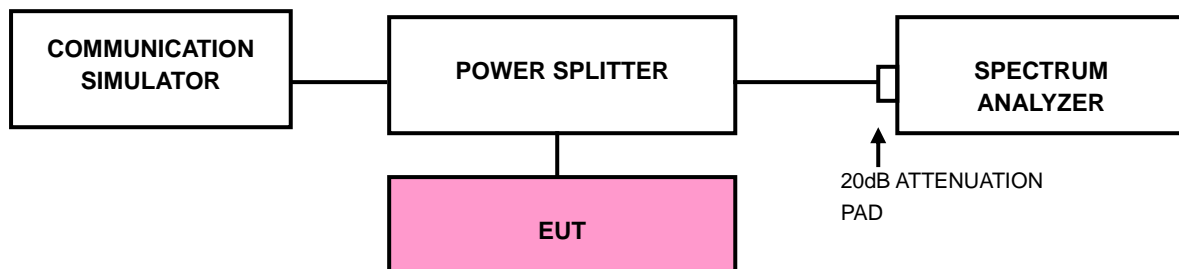 COMMUNICATION
SIMULATOR
POWER SPLITTER
SPECTRUM
ANALYZER
20dB ATTENUATION
PAD
EUT